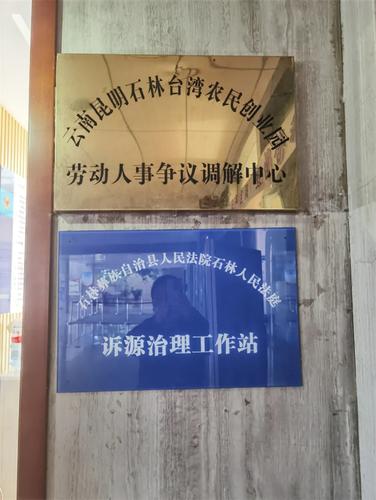 云南昆明石林台湾农民创业园
劳动人事争议调解中心
石林彝族自治县人民法院石林人民法庭
诉源治理工作站